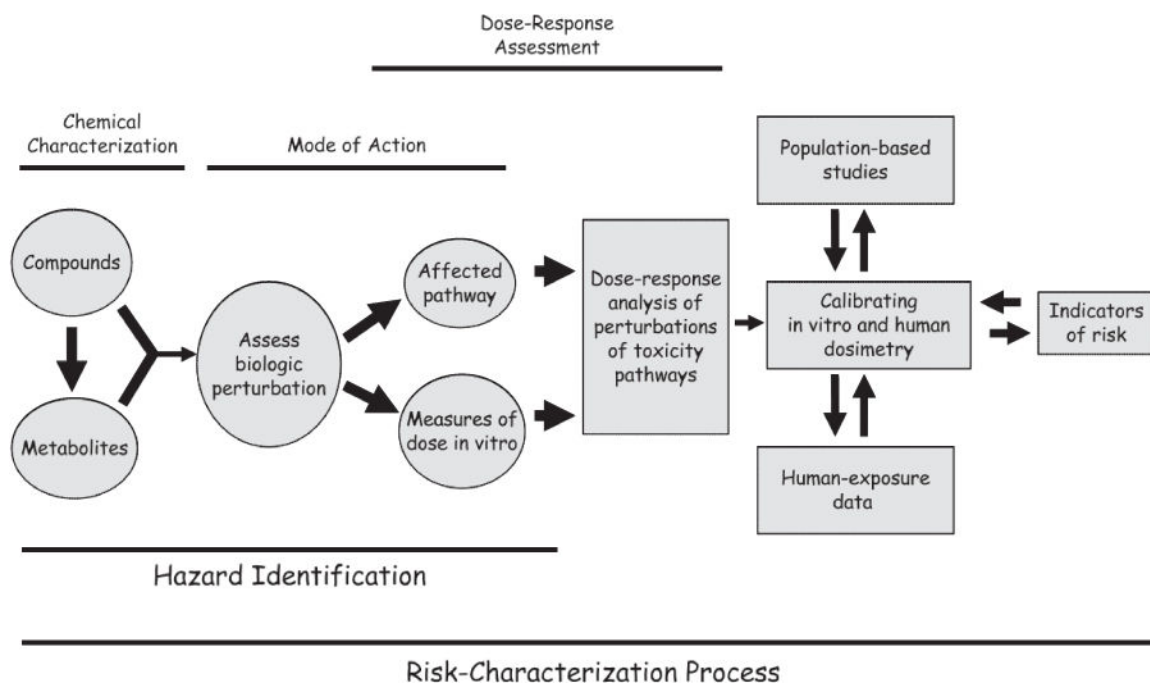 Dose-Response
Assessment
Chemical
Characterization
Mode of Action
Population-based
studies
Compounds
Affected
pathway
Dose-response
analysis of
perturbations
of toxicity
pathways
Calibrating
in vitro and human
dosimetry
Indicators
of risk
Assess
biologic
perturbation
Metabolites
Measures of
dose in vitro
Human-exposure
data
Hazard Identification
Risk-Characterization Process